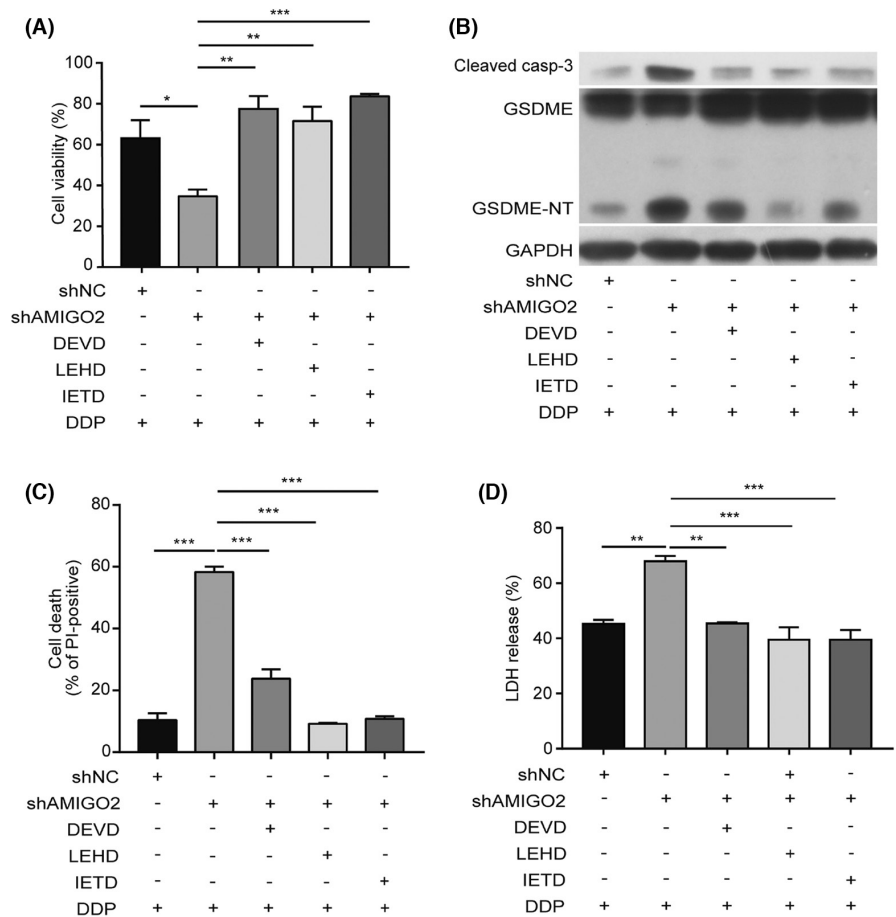 (A)
***
**
**
*
Cell viability (%)
100
80
60
40
80
0
shNC + - - - -
shAMIGO2 - + + + +
DEVD - - + - -
LEHD - - - + -
IETD - - - - +
DDP + + + + +
(B)
Cleaved casp-3
GSDME
GSDME-NT
GAPDH
shNC + - - - -
shAMIGO2 - + + + +
DEVD - - + - -
LEHD - - - + -
IETD - - - - +
DDP + + + + +
(C)
***
***
*** ***
Cell death
(% of PI-positive)
80
60
40
20
0
shNC + - - - -
shAMIGO2 - + + + +
DEVD - - + - -
LEHD - - - + -
IETD - - - - +
DDP + + + + +
(D)
***
***
** **
LDH release (%)
80
60
40
60
0
shNC + - - + -
shAMIGO2 - + + + +
DEVD - - + - -
LEHD - - - + -
IETD - - - - +
DDP + + + + +